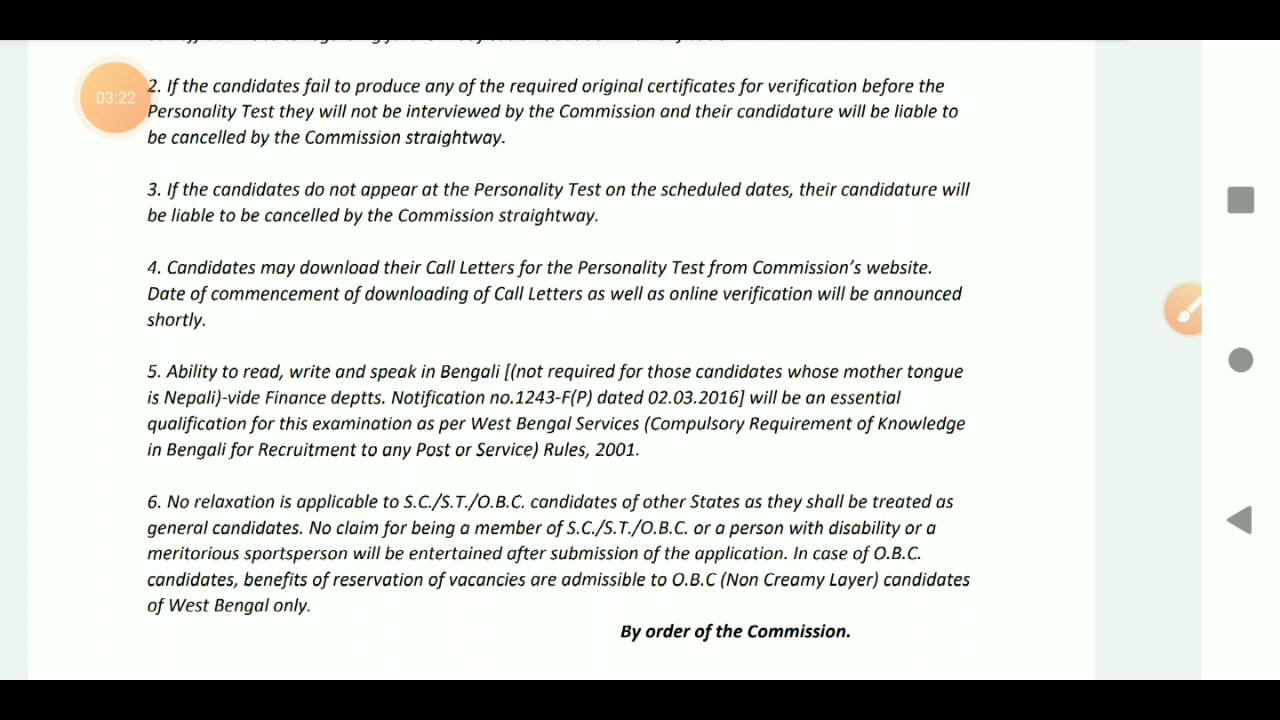 2. If the candidates fail to produce any of the required original certificates for verification before the
03:22
Personality Test they will not be interviewed by the Commission and their candidature will be liable to
be cancelled by the Commission straightway.
3. If the candidates do not appear at the Personality Test on the scheduled dates, their candidature will
be liable to be cancelled by the Commission straightway.
4. Candidates may download their Call Letters for the Personality Test from Commission's website.
Date of commencement of downloading of Call Letters as well as online verification will be announced
shortly.
5. Ability to read, write and speak in Bengali [(not required for those candidates whose mother tongue
is Nepali)-vide Finance deptts. Notification no.1243-F(P) dated 02.03.2016] will be an essential
qualification for this examination as per West Bengal Services (Compulsory Requirement of Knowledge
in Bengali for Recruitment to any Post or Service) Rules, 2001.
6. No relaxation is applicable to S.C./S.T./O.B.C. candidates of other States as they shall be treated as
general candidates. No claim for being a member of S.C./S.T./O.B.C. or a person with disability or a
meritorious sportsperson will be entertained after submission of the application. In case of O.B.C.
candidates, benefits of reservation of vacancies are admissible to O.B.C (Non Creamy Layer) candidates
of West Bengal only.
By order of the Commission.